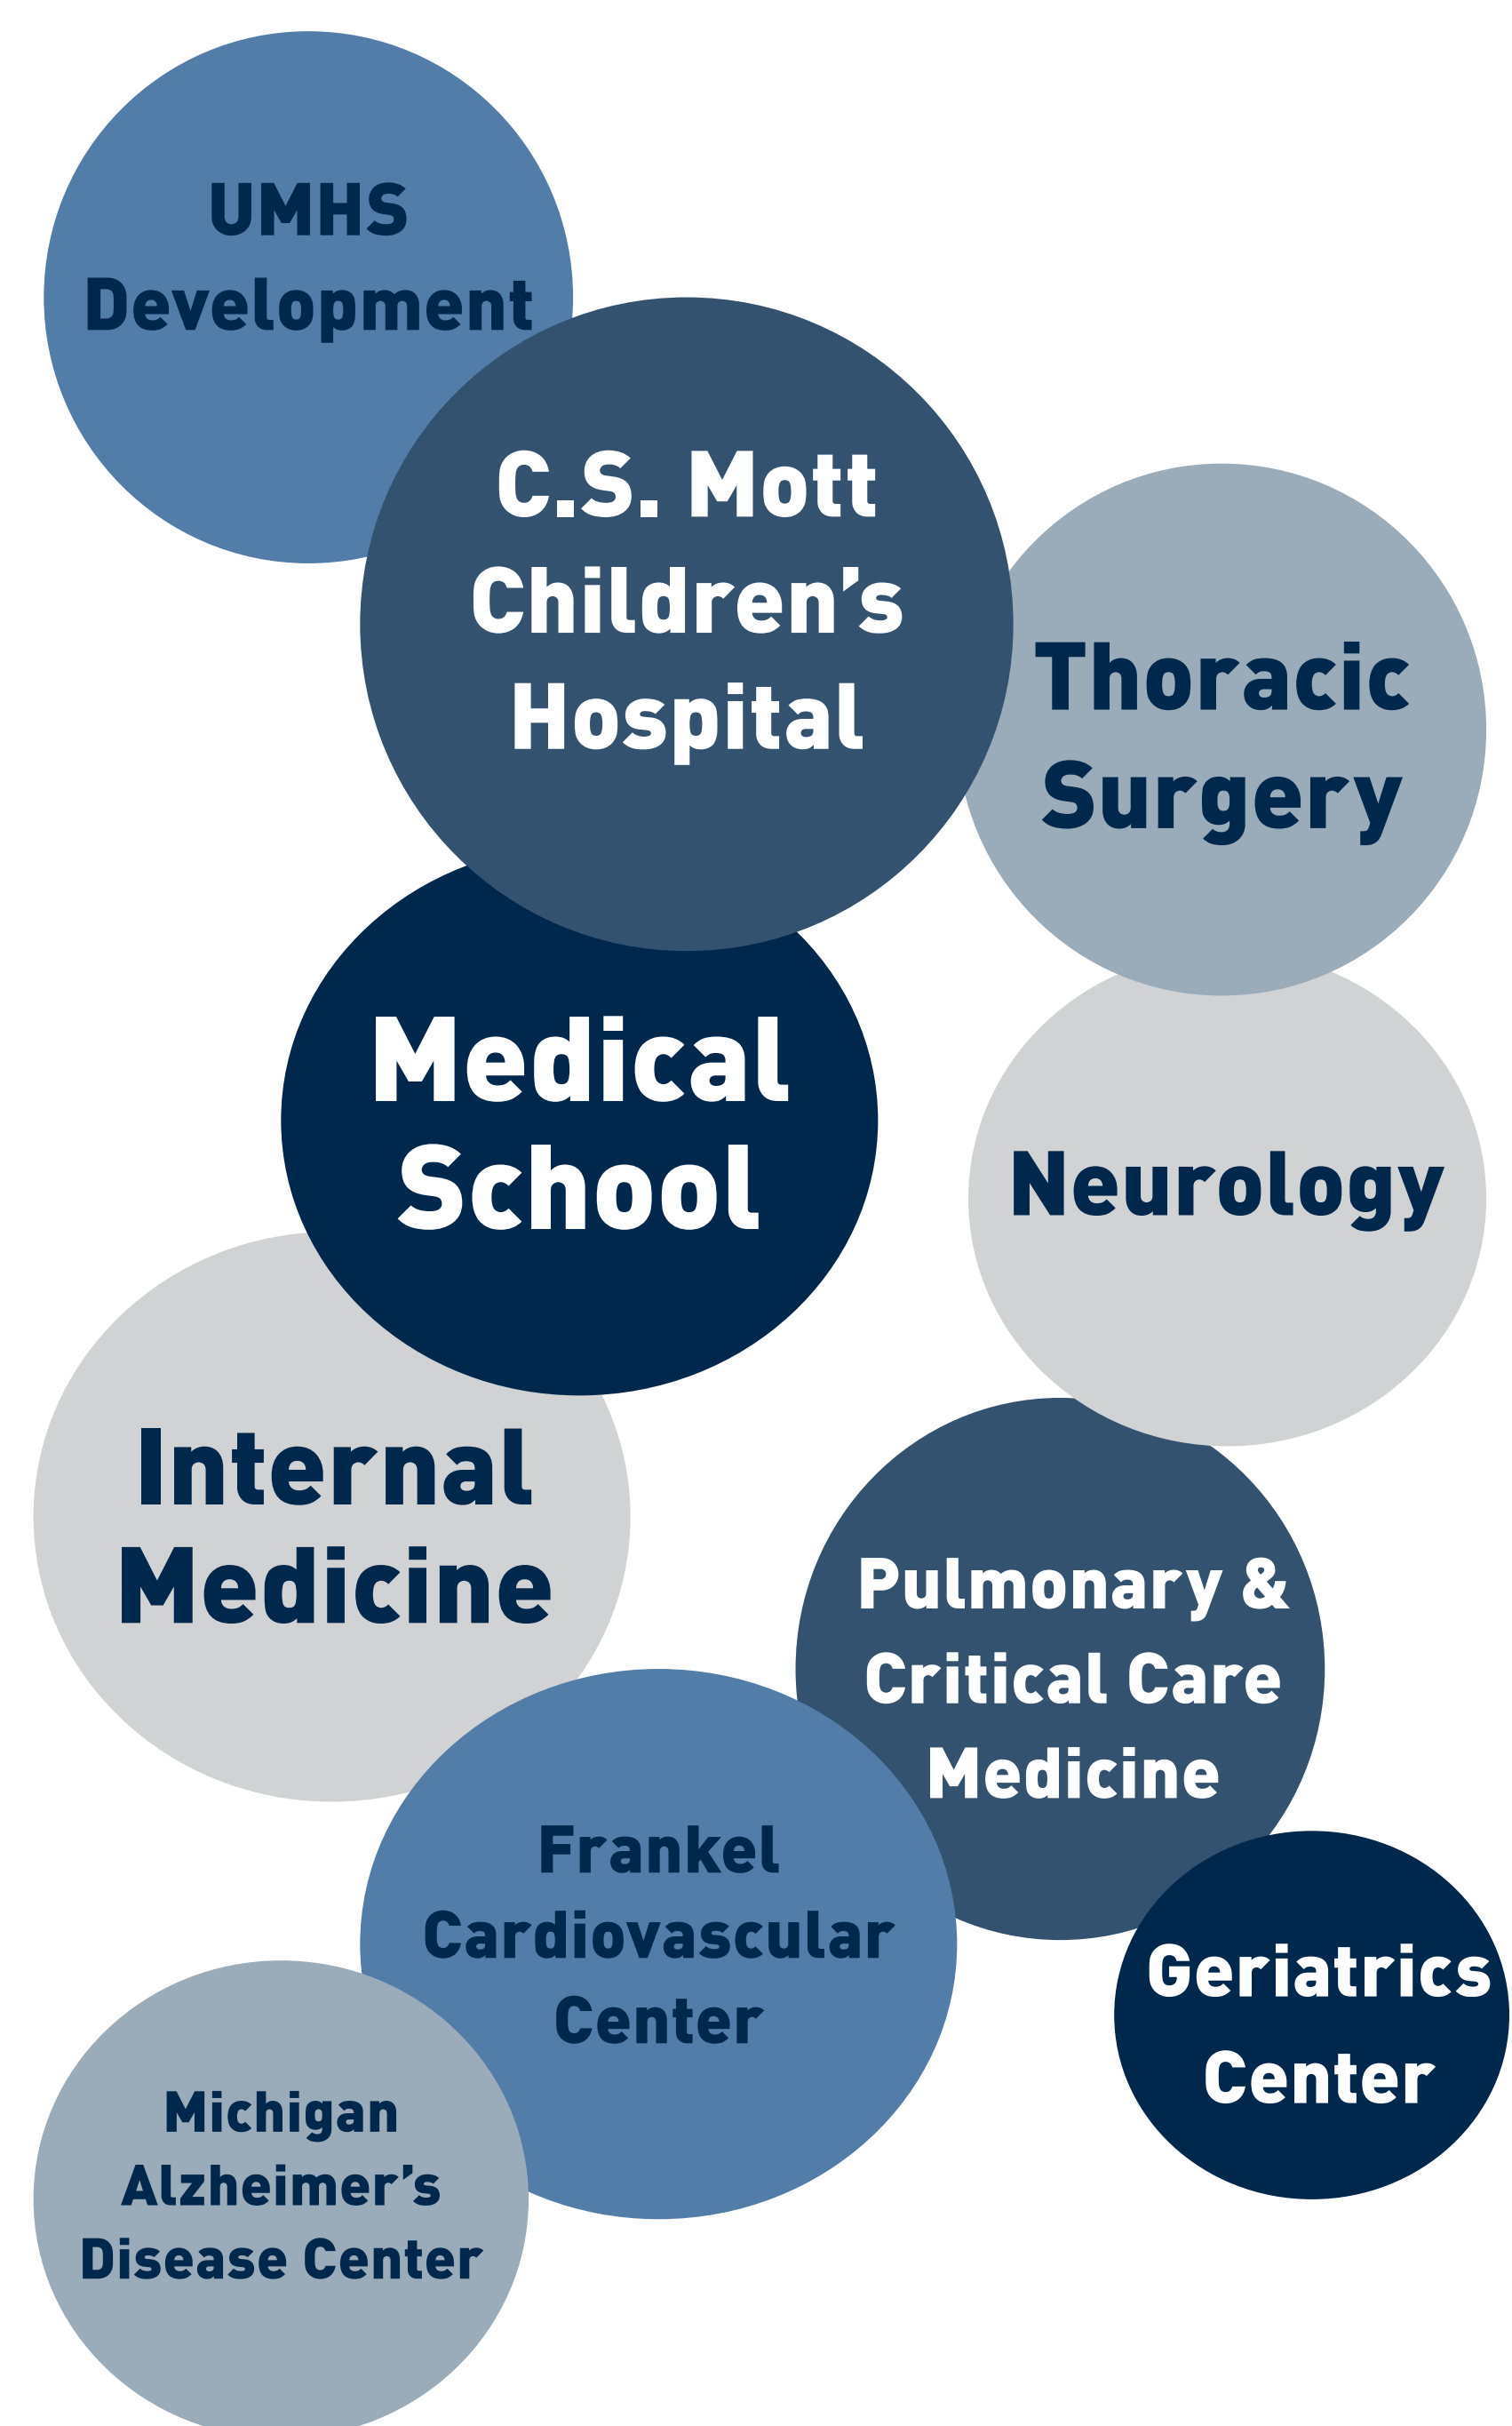 UMHS
Development
C.S. Mott
Children's
Hospital
Thoracic
Surgery
Medical
School
Neurology
Internal
Medicine
Pulmonary &
Critical Care
Medicine
Frankel
Cardiovascular
Center
Geriatrics
Center
Michigan
Alzheimer's
Disease Center